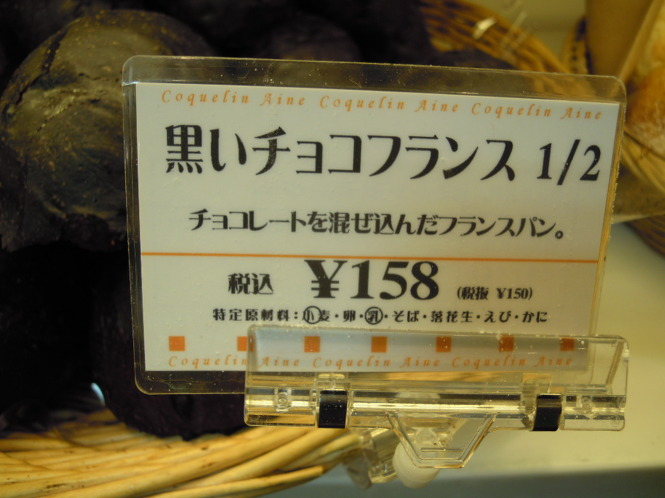 Coquelin Aine Coquelin Aine Coquelin Aine
黒いチョコフランス 1/2
チョコレートを混ぜ込んだフランスパン。
税込 ¥158 (税抜 ¥150)
特定原材料:小麦・卵・乳・そば・落花生・えび・かに
Coquelin Aine Coquelin Aine Coquelin Aine